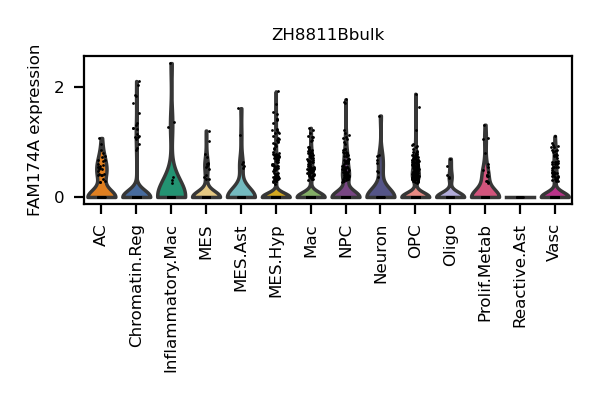 ZH8811Bbulk
FAM174A expression
2
0
AC
Chromatin.Reg
Inflammatory.Mac
MES
MES.Ast
MES.Hyp
Mac
NPC
Neuron
OPC
Oligo
Prolif.Metab
Reactive.Ast
Vasc